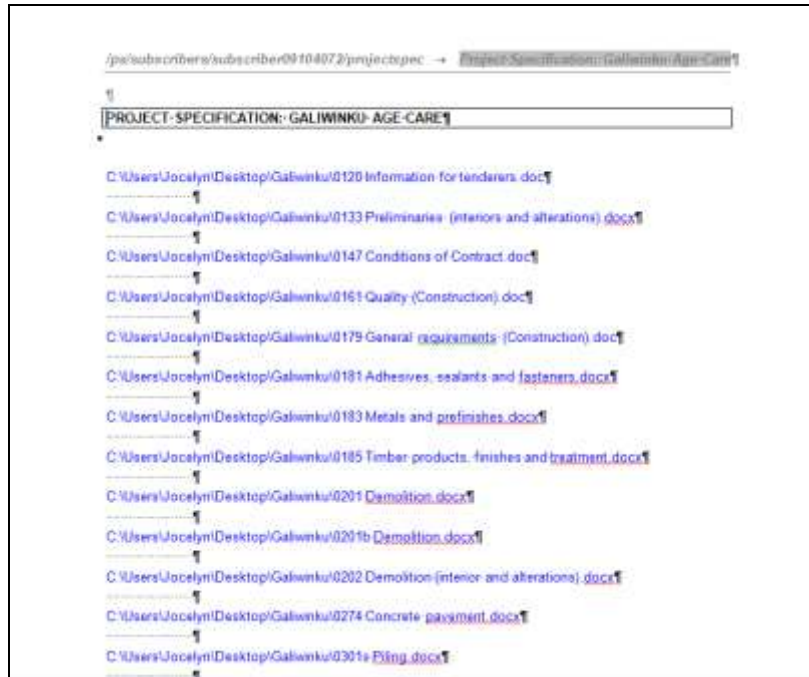 /ps/subscribers/subscriber09104072/projectspec → Project Specification: Galiwinku Age Care¶
¶
PROJECT·SPECIFICATION:·GALIWINKU·AGE·CARE¶
C:\Users\Jocelyn\Desktop\Galiwinku\0120 Information for tenderers.doc¶
¶
C:\Users\Jocelyn\Desktop\Galiwinku\0133 Preliminaries (interiors and alterations).docx¶
¶
C:\Users\Jocelyn\Desktop\Galiwinku\0147 Conditions of Contract.doc¶
¶
C:\Users\Jocelyn\Desktop\Galiwinku\0161 Quality (Construction).doc¶
¶
C:\Users\Jocelyn\Desktop\Galiwinku\0179 General requirements (Construction).doc¶
¶
C:\Users\Jocelyn\Desktop\Galiwinku\0181 Adhesives, sealants and fasteners.docx¶
¶
C:\Users\Jocelyn\Desktop\Galiwinku\0183 Metals and prefinishes.docx¶
¶
C:\Users\Jocelyn\Desktop\Galiwinku\0185 Timber products, finishes and treatment.docx¶
¶
C:\Users\Jocelyn\Desktop\Galiwinku\0201 Demolition.docx¶
¶
C:\Users\Jocelyn\Desktop\Galiwinku\0201b Demolition.docx¶
¶
C:\Users\Jocelyn\Desktop\Galiwinku\0202 Demolition (interior and alterations).docx¶
¶
C:\Users\Jocelyn\Desktop\Galiwinku\0274 Concrete pavement.docx¶
¶
C:\Users\Jocelyn\Desktop\Galiwinku\0301s Piling.docx¶
¶